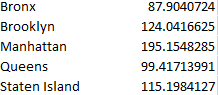 Bronx 87.9040724
Brooklyn 124.0416625
Manhattan 195.1548285
Queens 99.41713991
Staten Island 115.1984127